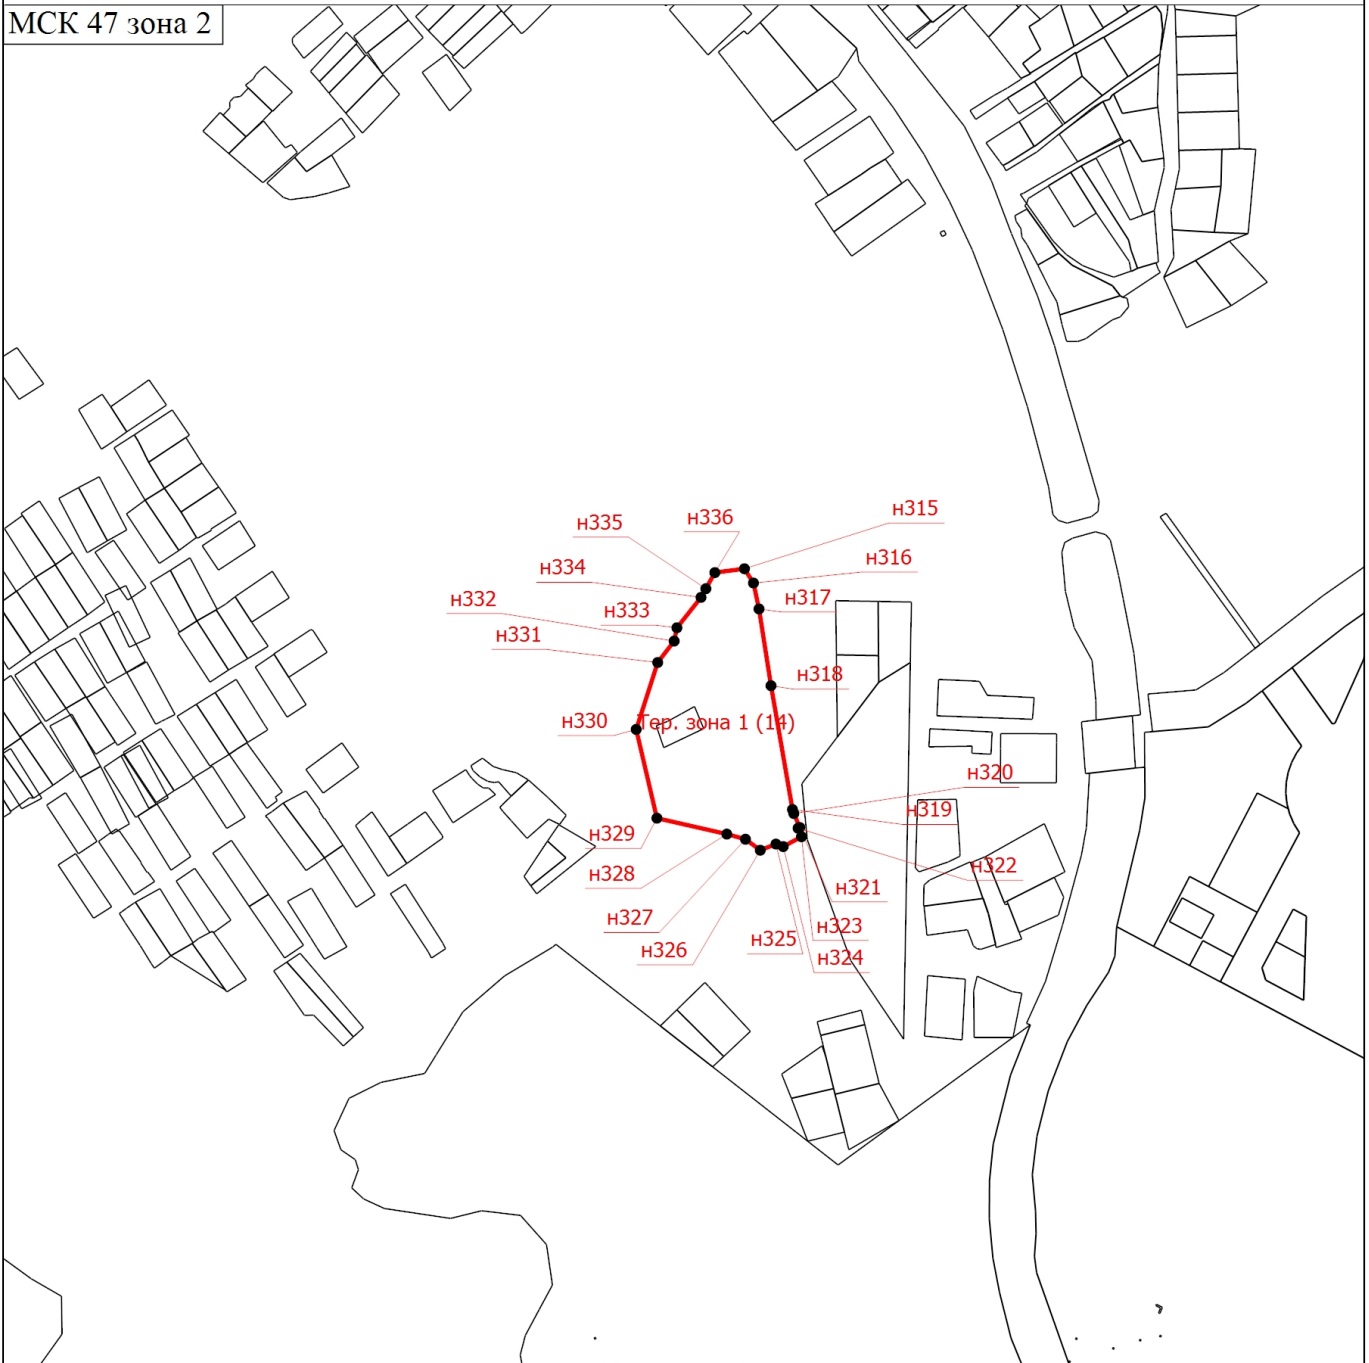 МСК 47 зона 2
н336
н315
н335
н316
н334
н332
н317
н333
н331
н318
н330
Тер. зона 1 (14)
н320
н319
н329
н322
н328
н321
н327
н323
н325
н326
н324